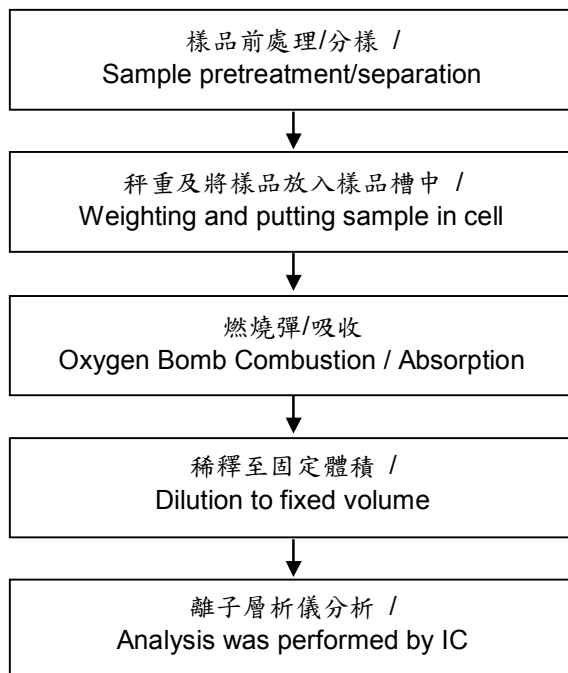 樣品前處理/分樣 /
Sample pretreatment/separation
秤重及將樣品放入樣品槽中 /
Weighting and putting sample in cell
燃燒彈/吸收
Oxygen Bomb Combustion / Absorption
稀釋至固定體積 /
Dilution to fixed volume
離子層析儀分析 /
Analysis was performed by IC